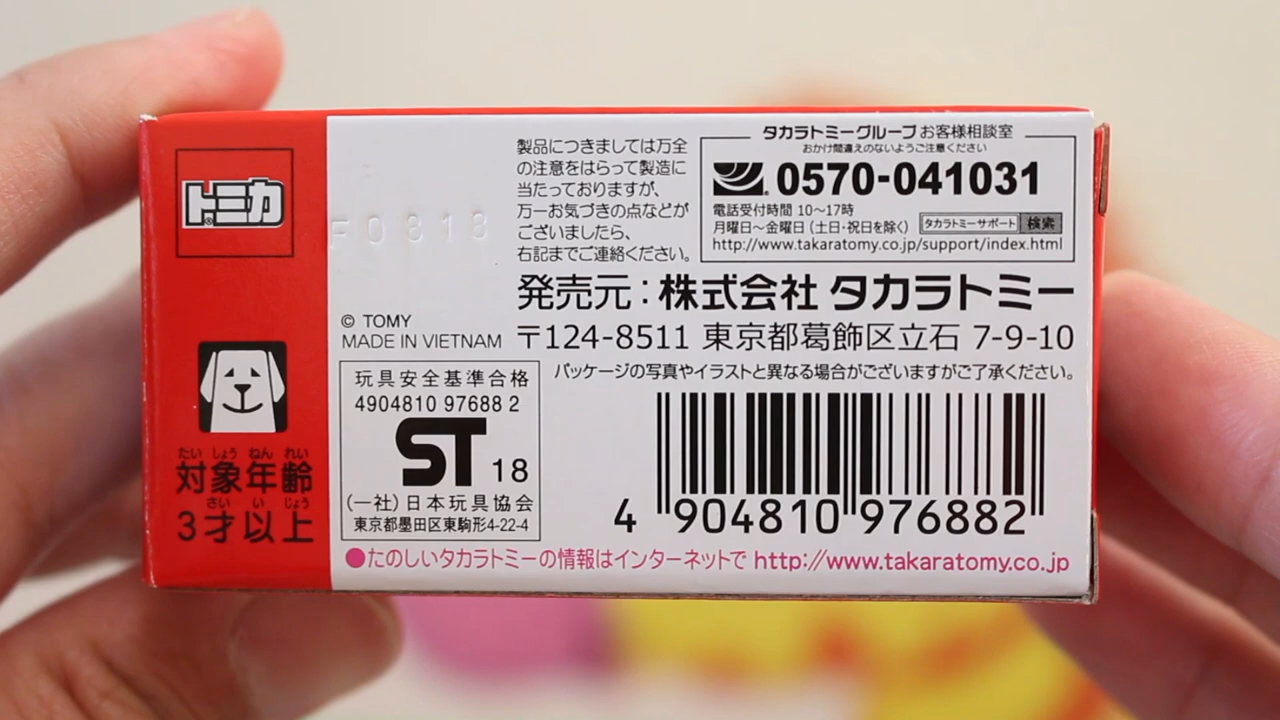 トミカ
F0818
製品につきましては万全
の注意をはらって製造に
当たっておりますが、
万一お気づきの点などが
ございましたら、
右記までご連絡ください。
タカラトミーグループ お客様相談室
おかけ間違えのないようご注意ください
0570-041031
電話受付時間 10〜17時
月曜日〜金曜日 (土日・祝日を除く) タカラトミーサポート 検索
http://www.takaratomy.co.jp/support/index.html
発売元 : 株式会社 タカラトミー
〒124-8511 東京都葛飾区立石 7-9-10
© TOMY
MADE IN VIETNAM
パッケージの写真やイラストと異なる場合がございますがご了承ください。
玩具安全基準合格
4904810 97688 2
ST 18
(一社) 日本玩具協会
東京都墨田区東駒形4-22-4
たい しょう ねん れい
対象年齢
さい い じょう
3才以上
4 904810 976882
●たのしいタカラトミーの情報はインターネットで http://www.takaratomy.co.jp